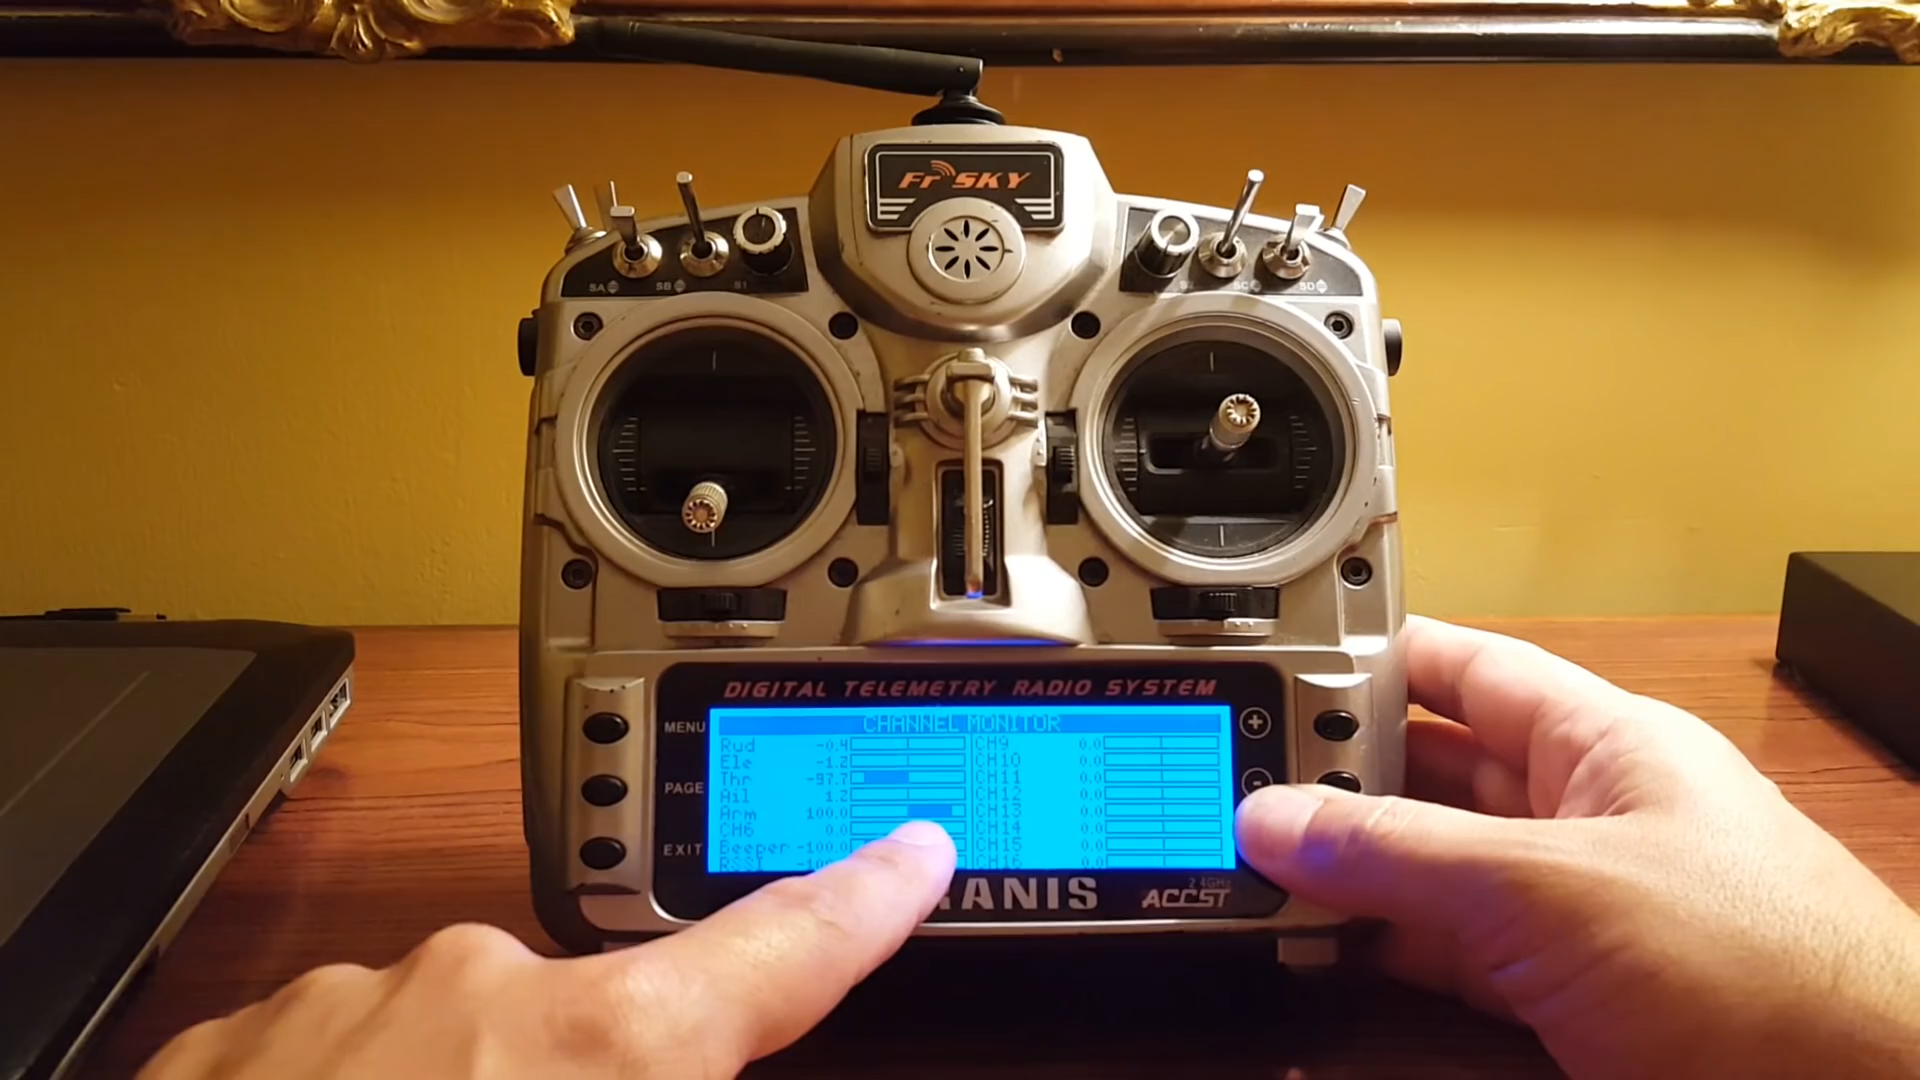 FrSKY
SA SB S1 S2 SC SD
DIGITAL TELEMETRY RADIO SYSTEM
MENU
PAGE
EXIT
CHANNEL MONITOR
Rud -0.4 CH9 0.0
Ele -1.2 CH10 0.0
Thr -97.7 CH11 0.0
Ail 1.2 CH12 0.0
Arm 100.0 CH13 0.0
CH6 0.0 CH14 0.0
Beeper -100.0 CH15 0.0
RSSI CH16 0.0
+
-
RANIS
2.4GHz
ACCST